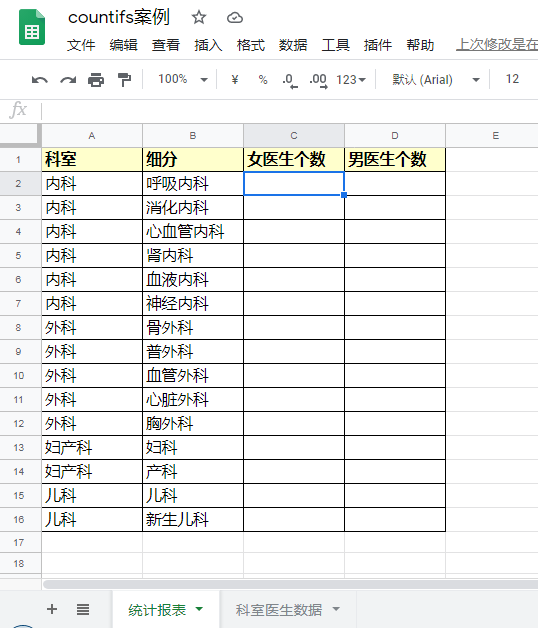 countifs案例
文件 编辑 查看 插入 格式 数据 工具 插件 帮助 上次修改是在
100% ¥ % .0 .00 123 默认 (Arial) 12
fx
A B C D E
1 科室 细分 女医生个数 男医生个数
2 内科 呼吸内科
3 内科 消化内科
4 内科 心血管内科
5 内科 肾内科
6 内科 血液内科
7 内科 神经内科
8 外科 骨外科
9 外科 普外科
10 外科 血管外科
11 外科 心脏外科
12 外科 胸外科
13 妇产科 妇科
14 妇产科 产科
15 儿科 儿科
16 儿科 新生儿科
17
18
统计报表 科室医生数据